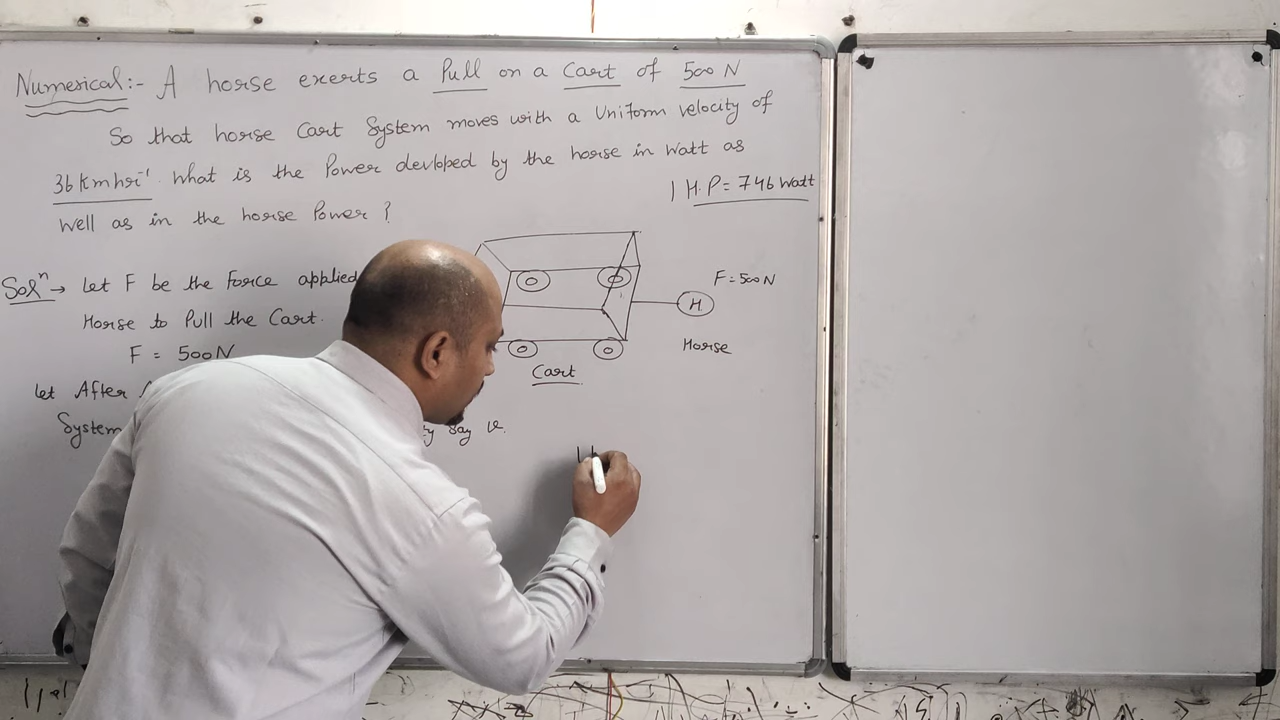 Numerical:- A horse exerts a Pull on a Cart of 500 N
So that horse Cart System moves with a Uniform velocity of
36 Km hr⁻¹. What is the Power devloped by the horse in Watt as
well as in the horse Power ?
1 H.P = 746 Watt
Solⁿ → Let F be the Force applied
Horse to Pull the Cart.
F = 500 N
Let After
System say v.
F = 500 N
H
Horse
Cart